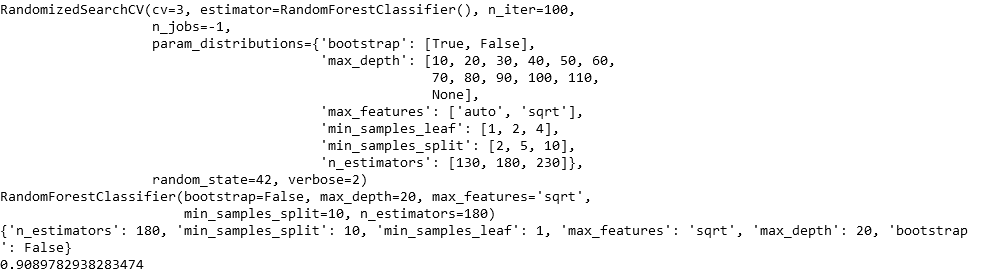 RandomizedSearchCV(cv=3, estimator=RandomForestClassifier(), n_iter=100,
                   n_jobs=-1,
                   param_distributions={'bootstrap': [True, False],
                                        'max_depth': [10, 20, 30, 40, 50, 60,
                                                      70, 80, 90, 100, 110,
                                                      None],
                                        'max_features': ['auto', 'sqrt'],
                                        'min_samples_leaf': [1, 2, 4],
                                        'min_samples_split': [2, 5, 10],
                                        'n_estimators': [130, 180, 230]},
                   random_state=42, verbose=2)
RandomForestClassifier(bootstrap=False, max_depth=20, max_features='sqrt',
                       min_samples_split=10, n_estimators=180)
{'n_estimators': 180, 'min_samples_split': 10, 'min_samples_leaf': 1, 'max_features': 'sqrt', 'max_depth': 20, 'bootstrap
': False}
0.9089782938283474